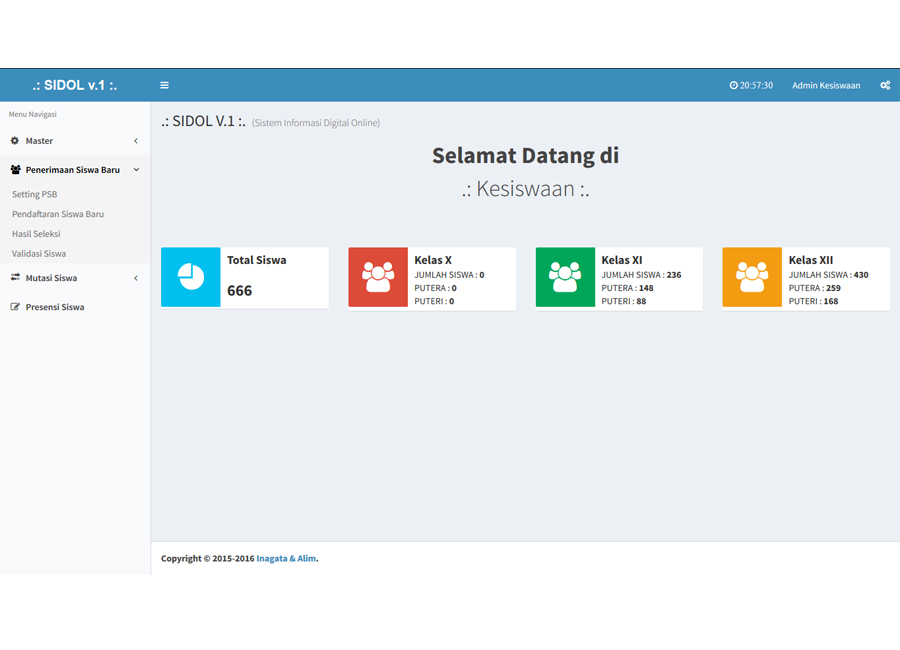 .: SIDOL v.1 :.
20:57:30
Admin Kesiswaan
Menu Navigasi
Master
Penerimaan Siswa Baru
Setting PSB
Pendaftaran Siswa Baru
Hasil Seleksi
Validasi Siswa
Mutasi Siswa
Presensi Siswa
.: SIDOL V.1 :. (Sistem Informasi Digital Online)
Selamat Datang di
.: Kesiswaan :.
Total Siswa
666
Kelas X
JUMLAH SISWA : 0
PUTERA : 0
PUTERI : 0
Kelas XI
JUMLAH SISWA : 236
PUTERA : 148
PUTERI : 88
Kelas XII
JUMLAH SISWA : 430
PUTERA : 259
PUTERI : 168
Copyright © 2015-2016 Inagata & Alim.